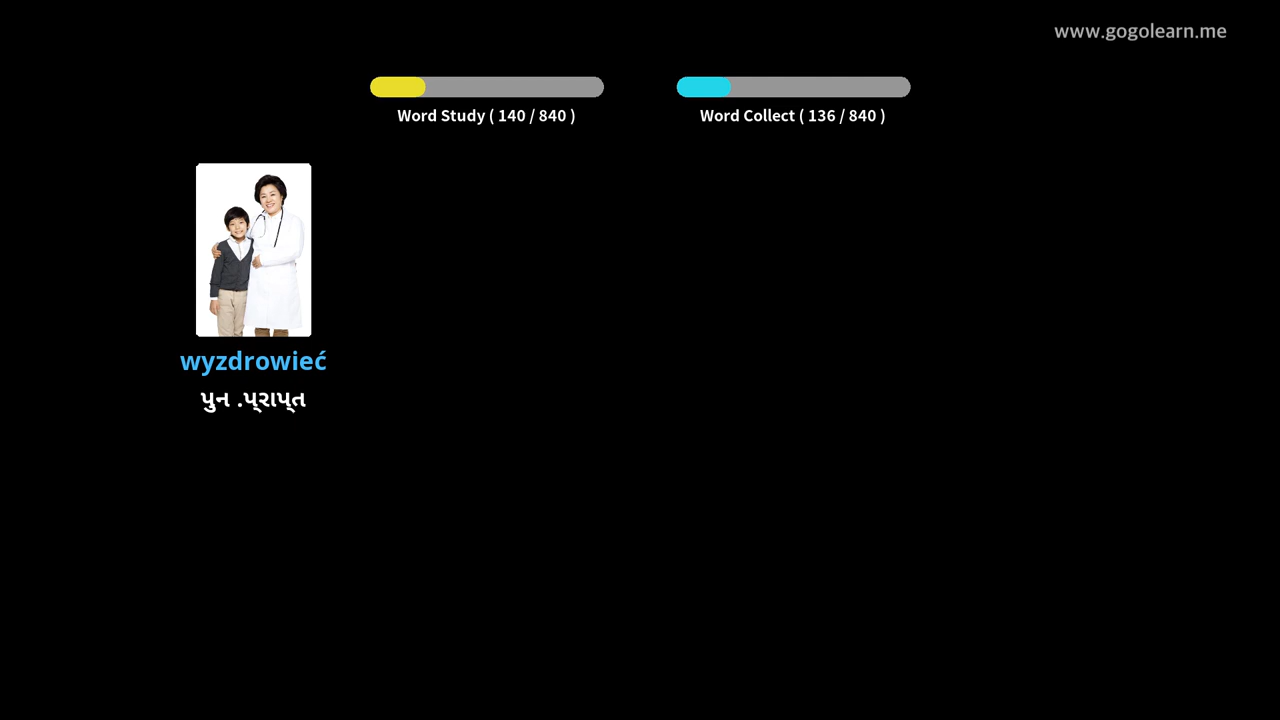 www.gogolearn.me
Word Study ( 140 / 840 )
Word Collect ( 136 / 840 )
wyzdrowieć
પુન .પ્રાપ્ત